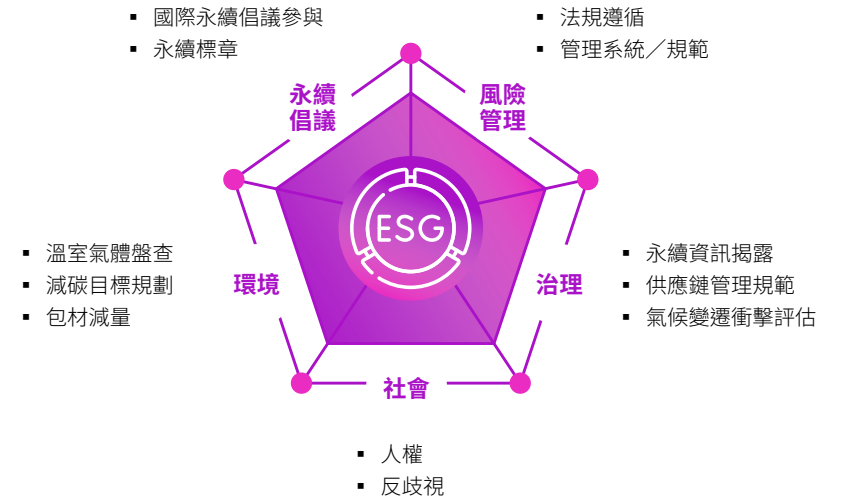 ▪ 國際永續倡議參與
▪ 永續標章
▪ 法規遵循
▪ 管理系統／規範
永續
倡議
風險
管理
ESG
▪ 溫室氣體盤查
▪ 減碳目標規劃
▪ 包材減量
環境
治理
▪ 永續資訊揭露
▪ 供應鏈管理規範
▪ 氣候變遷衝擊評估
社會
▪ 人權
▪ 反歧視